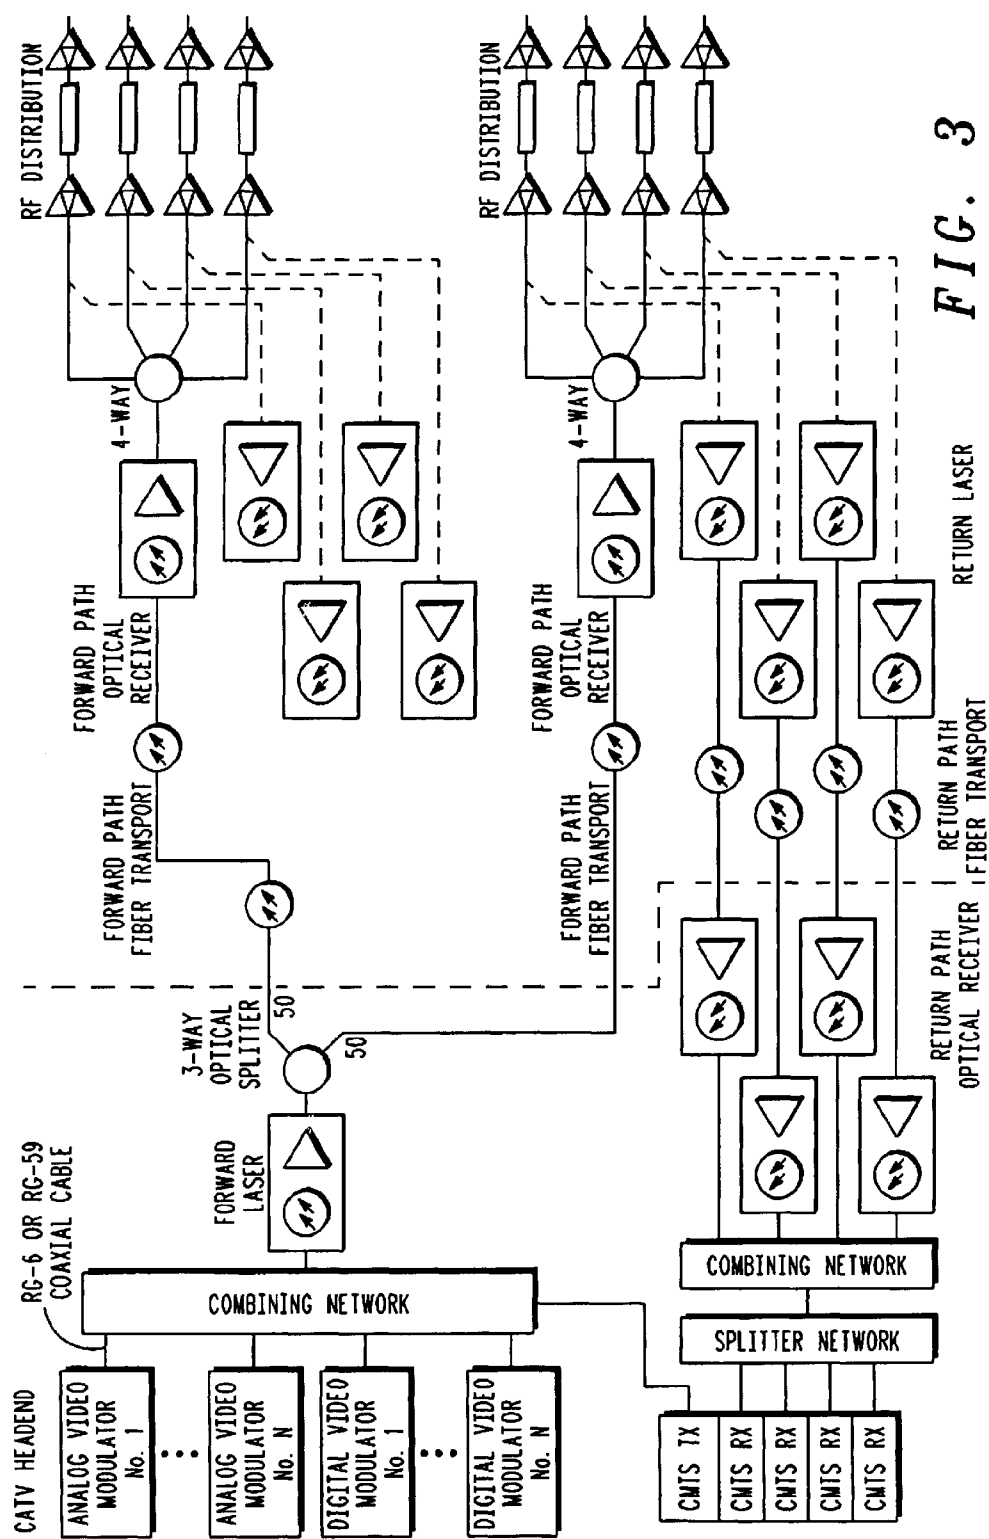 CATV HEADEND
RG-6 OR RG-59
COAXIAL CABLE
ANALOG VIDEO
MODULATOR
No. 1
ANALOG VIDEO
MODULATOR
No. N
DIGITAL VIDEO
MODULATOR
No. 1
DIGITAL VIDEO
MODULATOR
No. N
COMBINING NETWORK
FORWARD
LASER
3-WAY
OPTICAL
SPLITTER
50
50
FORWARD PATH
FIBER TRANSPORT
FORWARD PATH
OPTICAL
RECEIVER
4-WAY
RF DISTRIBUTION
FORWARD PATH
FIBER TRANSPORT
FORWARD PATH
OPTICAL
RECEIVER
4-WAY
RF DISTRIBUTION
CMTS TX
CMTS RX
CMTS RX
CMTS RX
CMTS RX
SPLITTER NETWORK
COMBINING NETWORK
RETURN PATH
OPTICAL RECEIVER
RETURN PATH
FIBER TRANSPORT
RETURN LASER
FIG. 3